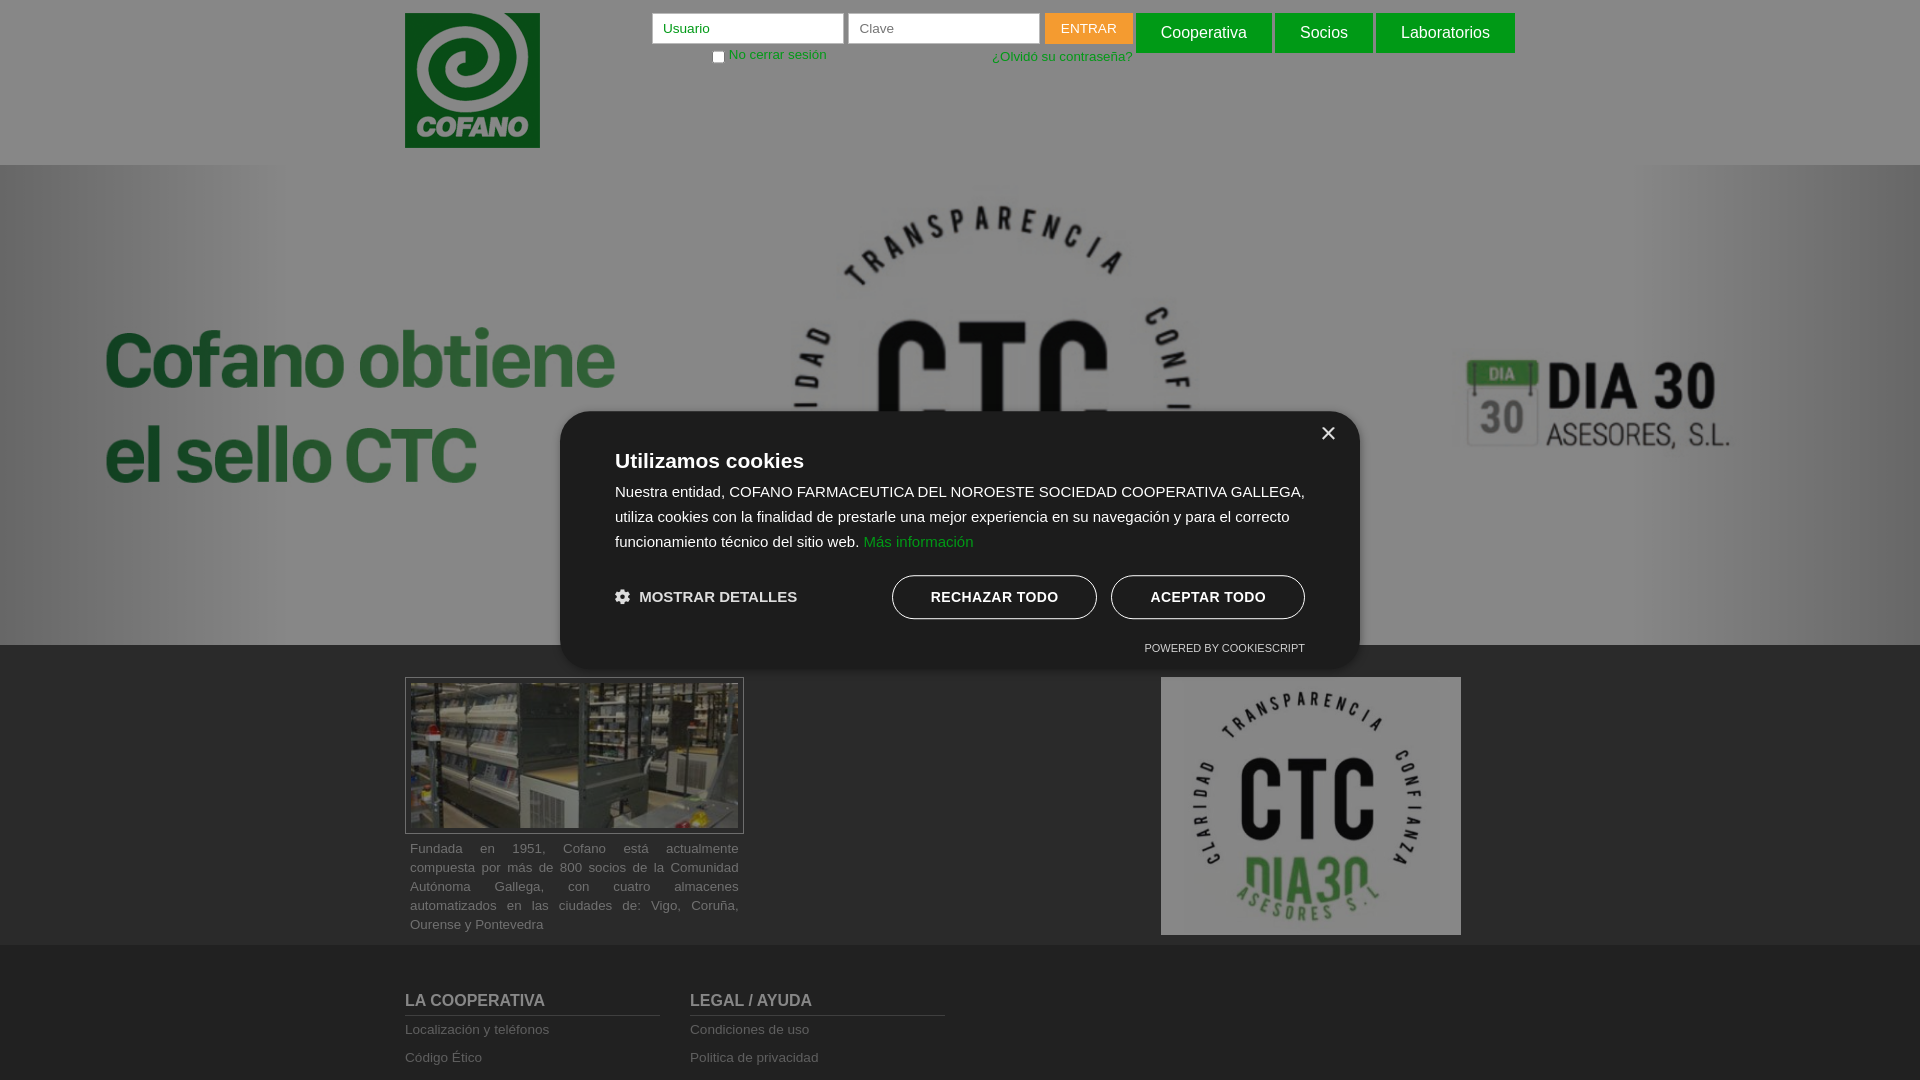 COFANO
Usuario
Clave
ENTRAR
Cooperativa
Socios
Laboratorios
No cerrar sesión
¿Olvidó su contraseña?
Cofano obtiene
el sello CTC
TRANSPARENCIA
CTC
DIA
30
DIA 30
ASESORES, S.L.
×
Utilizamos cookies
Nuestra entidad, COFANO FARMACEUTICA DEL NOROESTE SOCIEDAD COOPERATIVA GALLEGA,
utiliza cookies con la finalidad de prestarle una mejor experiencia en su navegación y para el correcto
funcionamiento técnico del sitio web. Más información
MOSTRAR DETALLES
RECHAZAR TODO
ACEPTAR TODO
POWERED BY COOKIESCRIPT
Fundada en 1951, Cofano está actualmente
compuesta por más de 800 socios de la Comunidad
Autónoma Gallega, con cuatro almacenes
automatizados en las ciudades de: Vigo, Coruña,
Ourense y Pontevedra
CLARIDAD
TRANSPARENCIA
CONFIANZA
CTC
DIA30
ASESORES S.L
LA COOPERATIVA
Localización y teléfonos
Código Ético
LEGAL / AYUDA
Condiciones de uso
Politica de privacidad